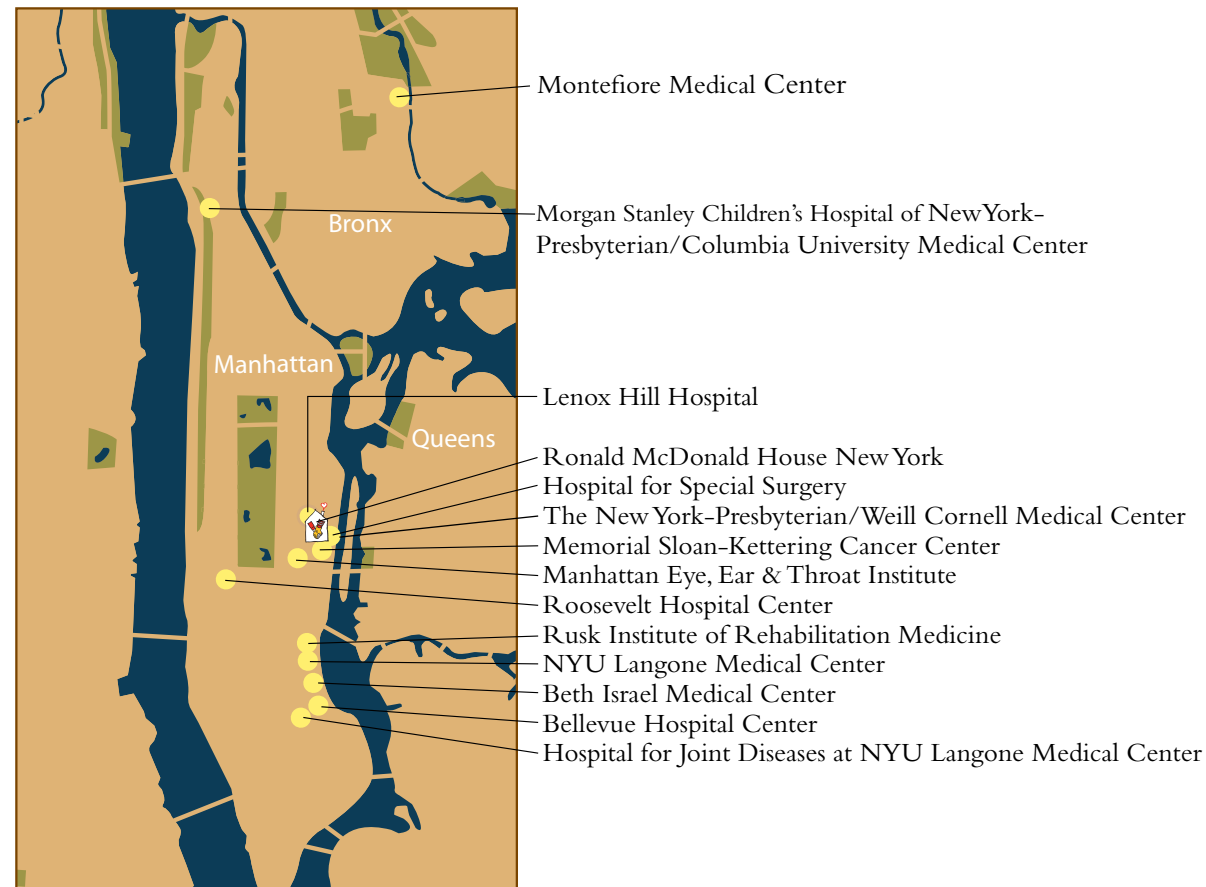 Montefiore Medical Center
Morgan Stanley Children's Hospital of NewYork-
Presbyterian/Columbia University Medical Center
Bronx
Manhattan
Lenox Hill Hospital
Queens
Ronald McDonald House New York
Hospital for Special Surgery
The New York-Presbyterian/Weill Cornell Medical Center
Memorial Sloan-Kettering Cancer Center
Manhattan Eye, Ear & Throat Institute
Roosevelt Hospital Center
Rusk Institute of Rehabilitation Medicine
NYU Langone Medical Center
Beth Israel Medical Center
Bellevue Hospital Center
Hospital for Joint Diseases at NYU Langone Medical Center